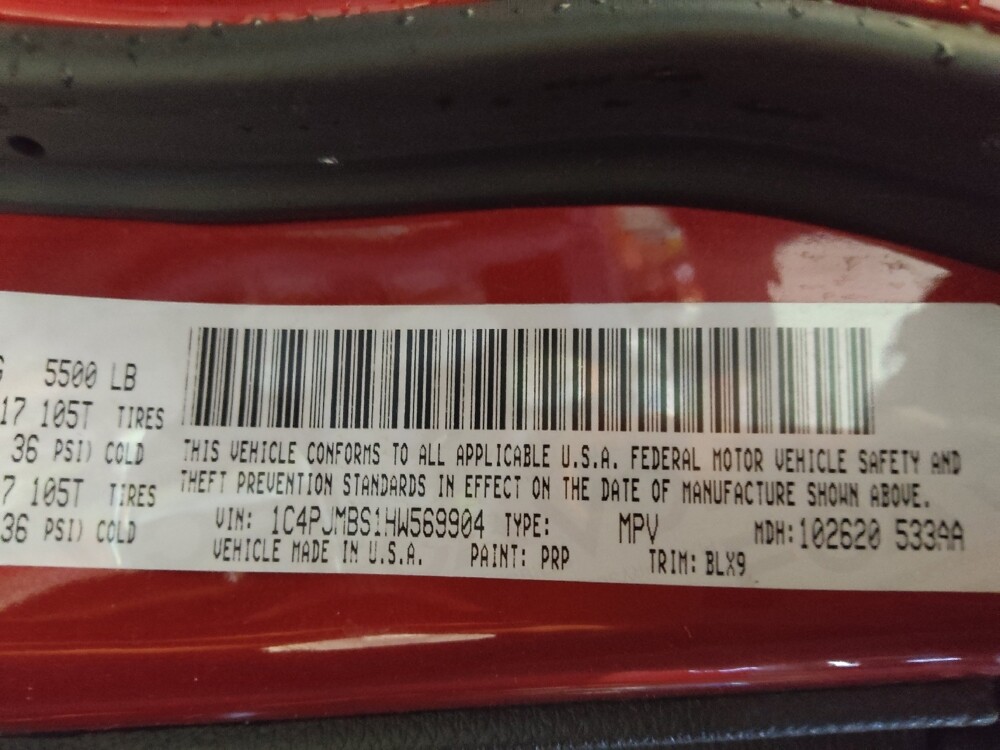 5500 LB
17 105T TIRES
36 PSI) COLD
7 105T TIRES
36 PSI) COLD
THIS VEHICLE CONFORMS TO ALL APPLICABLE U.S.A. FEDERAL MOTOR VEHICLE SAFETY AND
THEFT PREVENTION STANDARDS IN EFFECT ON THE DATE OF MANUFACTURE SHOWN ABOVE.
VIN: 1C4PJMBS1HW569904 TYPE: MPV MDH: 102620 533AA
VEHICLE MADE IN U.S.A. PAINT: PRP TRIM: BLX9